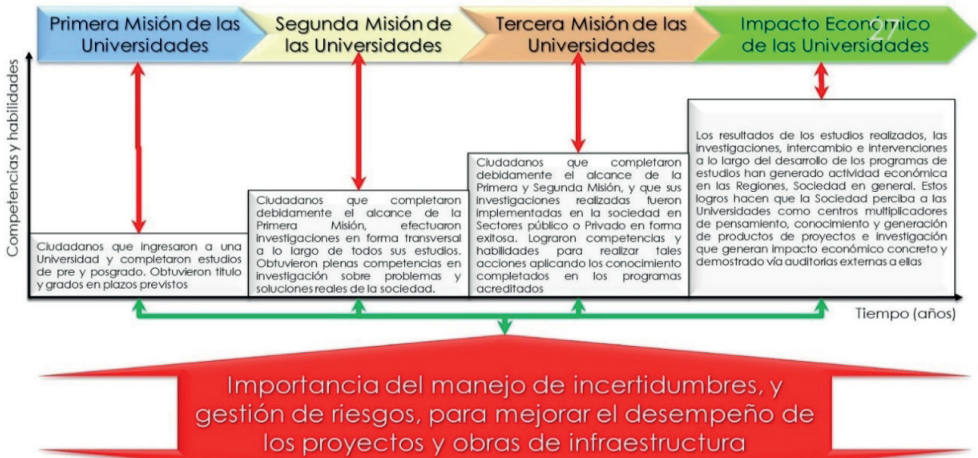 Primera Misión de las
Universidades
Segunda Misión de
las Universidades
Tercera Misión de las
Universidades
Impacto Económico
de las Universidades
27
Competencias y habilidades
Ciudadanos que ingresaron a una
Universidad y completaron estudios
de pre y posgrado. Obtuvieron título
y grados en plazos previstos
Ciudadanos que completaron
debidamente el alcance de la
Primera Misión, efectuaron
investigaciones en forma transversal
a lo largo de todos sus estudios.
Obtuvieron plenas competencias en
investigación sobre problemas y
soluciones reales de la sociedad.
Ciudadanos que completaron
debidamente el alcance de la
Primera y Segunda Misión, y que sus
investigaciones realizadas fueron
implementadas en la sociedad en
Sectores público o Privado en forma
exitosa. Lograron competencias y
habilidades para realizar tales
acciones aplicando los conocimiento
completados en los programas
acreditados
Los resultados de los estudios realizados, las
investigaciones, intercambio e intervenciones
a lo largo del desarrollo de los programas de
estudios han generado actividad económica
en las Regiones, Sociedad en general. Estos
logros hacen que la Sociedad perciba a las
Universidades como centros multiplicadores
de pensamiento, conocimiento y generación
de productos de proyectos e investigación
que generan impacto económico concreto y
demostrado vía auditorias externas a ellas
Tiempo (años)
Importancia del manejo de incertidumbres, y
gestión de riesgos, para mejorar el desempeño de
los proyectos y obras de infraestructura